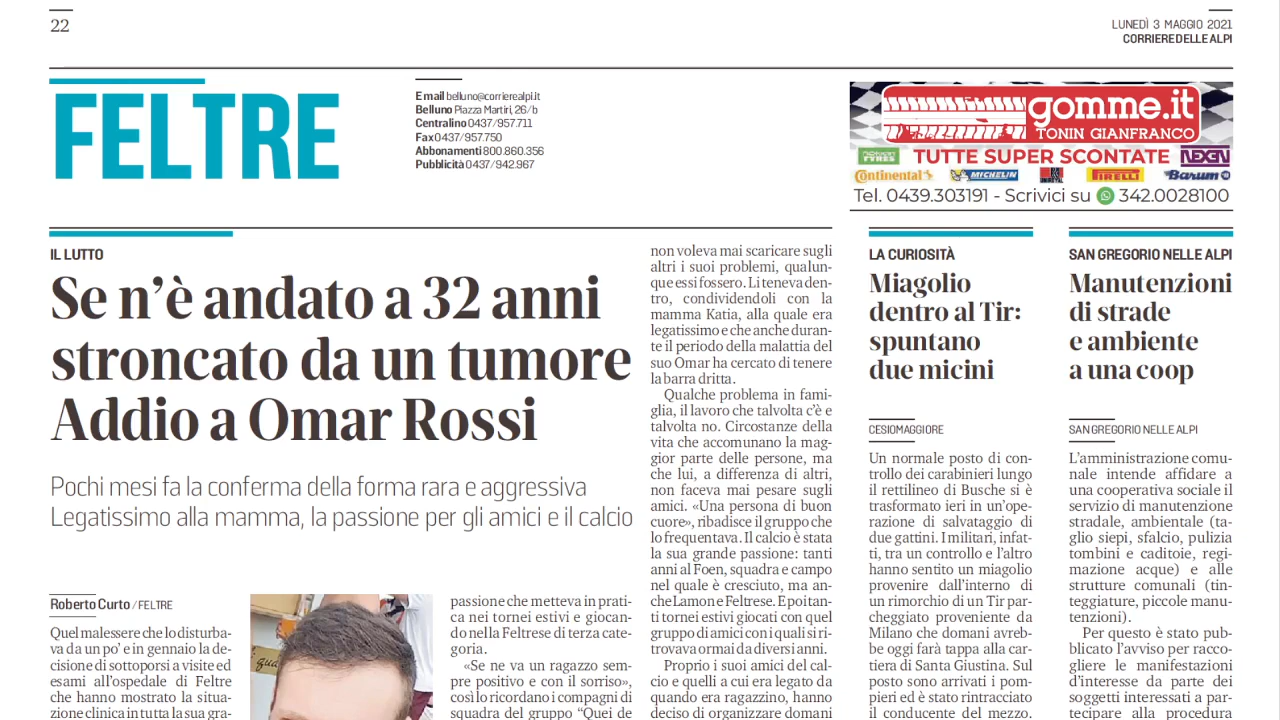 22
LUNEDÌ 3 MAGGIO 2021
CORRIERE DELLE ALPI
FELTRE
Email belluno@corrierealpi.it
Belluno Piazza Martiri, 26/b
Centralino 0437/957.711
Fax 0437/957.750
Abbonamenti 800.860.356
Pubblicità 0437/942.967
gomme.it
TONIN GIANFRANCO
TUTTE SUPER SCONTATE
NEXEN
Continental
MICHELIN
UNIROYAL
PIRELLI
Barum
Tel. 0439.303191 - Scrivici su 342.0028100
IL LUTTO
Se n'è andato a 32 anni
stroncato da un tumore
Addio a Omar Rossi
Pochi mesi fa la conferma della forma rara e aggressiva
Legatissimo alla mamma, la passione per gli amici e il calcio
Roberto Curto / FELTRE
Quel malessere che lo disturba-
va da un po' e in gennaio la de-
cisione di sottoporsi a visite ed
esami all'ospedale di Feltre
che hanno mostrato la situa-
zione clinica in tutta la sua gra-
passione che metteva in prati-
ca nei tornei estivi e giocan-
do nella Feltrese di terza cate-
goria.
«Se ne va un ragazzo sem-
pre positivo e con il sorriso»,
così lo ricordano i compagni di
squadra del gruppo “Quei de
non voleva mai scaricare sugli
altri i suoi problemi, qualun-
que essi fossero. Li teneva den-
tro, condividendoli con la
mamma Katia, alla quale era
legatissimo e che anche duran-
te il periodo della malattia del
suo Omar ha cercato di tenere
la barra dritta.
Qualche problema in fami-
glia, il lavoro che talvolta c'è e
talvolta no. Circostanze della
vita che accomunano la mag-
gior parte delle persone, ma
che lui, a differenza di altri,
non faceva mai pesare sugli
amici. «Una persona di buon
cuore», ribadisce il gruppo che
lo frequentava. Il calcio è stata
la sua grande passione: tanti
anni al Foen, squadra e campo
nel quale è cresciuto, ma an-
che Lamon e Feltrese. E poi tan-
ti tornei estivi giocati con quel
gruppo di amici con i quali si ri-
trovava ormai da diversi anni.
Proprio i suoi amici del cal-
cio e quelli a cui era legato da
quando era ragazzino, hanno
deciso di organizzare domani
LA CURIOSITÀ
Miagolio
dentro al Tir:
spuntano
due micini
CESIOMAGGIORE
Un normale posto di con-
trollo dei carabinieri lungo
il rettilineo di Busche si è
trasformato ieri in un'ope-
razione di salvataggio di
due gattini. I militari, infat-
ti, tra un controllo e l'altro
hanno sentito un miagolio
provenire dall'interno di
un rimorchio di un Tir par-
cheggiato proveniente da
Milano che domani avreb-
be oggi farà tappa alla car-
tiera di Santa Giustina. Sul
posto sono arrivati i pom-
pieri ed è stato rintracciato
il conducente del mezzo.
SAN GREGORIO NELLE ALPI
Manutenzioni
di strade
e ambiente
a una coop
SAN GREGORIO NELLE ALPI
L'amministrazione comu-
nale intende affidare a
una cooperativa sociale il
servizio di manutenzione
stradale, ambientale (ta-
glio siepi, sfalcio, pulizia
tombini e caditoie, regi-
mazione acque) e alle
strutture comunali (tin-
teggiature, piccole manu-
tenzioni).
Per questo è stato pub-
blicato l'avviso per racco-
gliere le manifestazioni
d'interesse da parte dei
soggetti interessati a par-
tecipare alla procedura